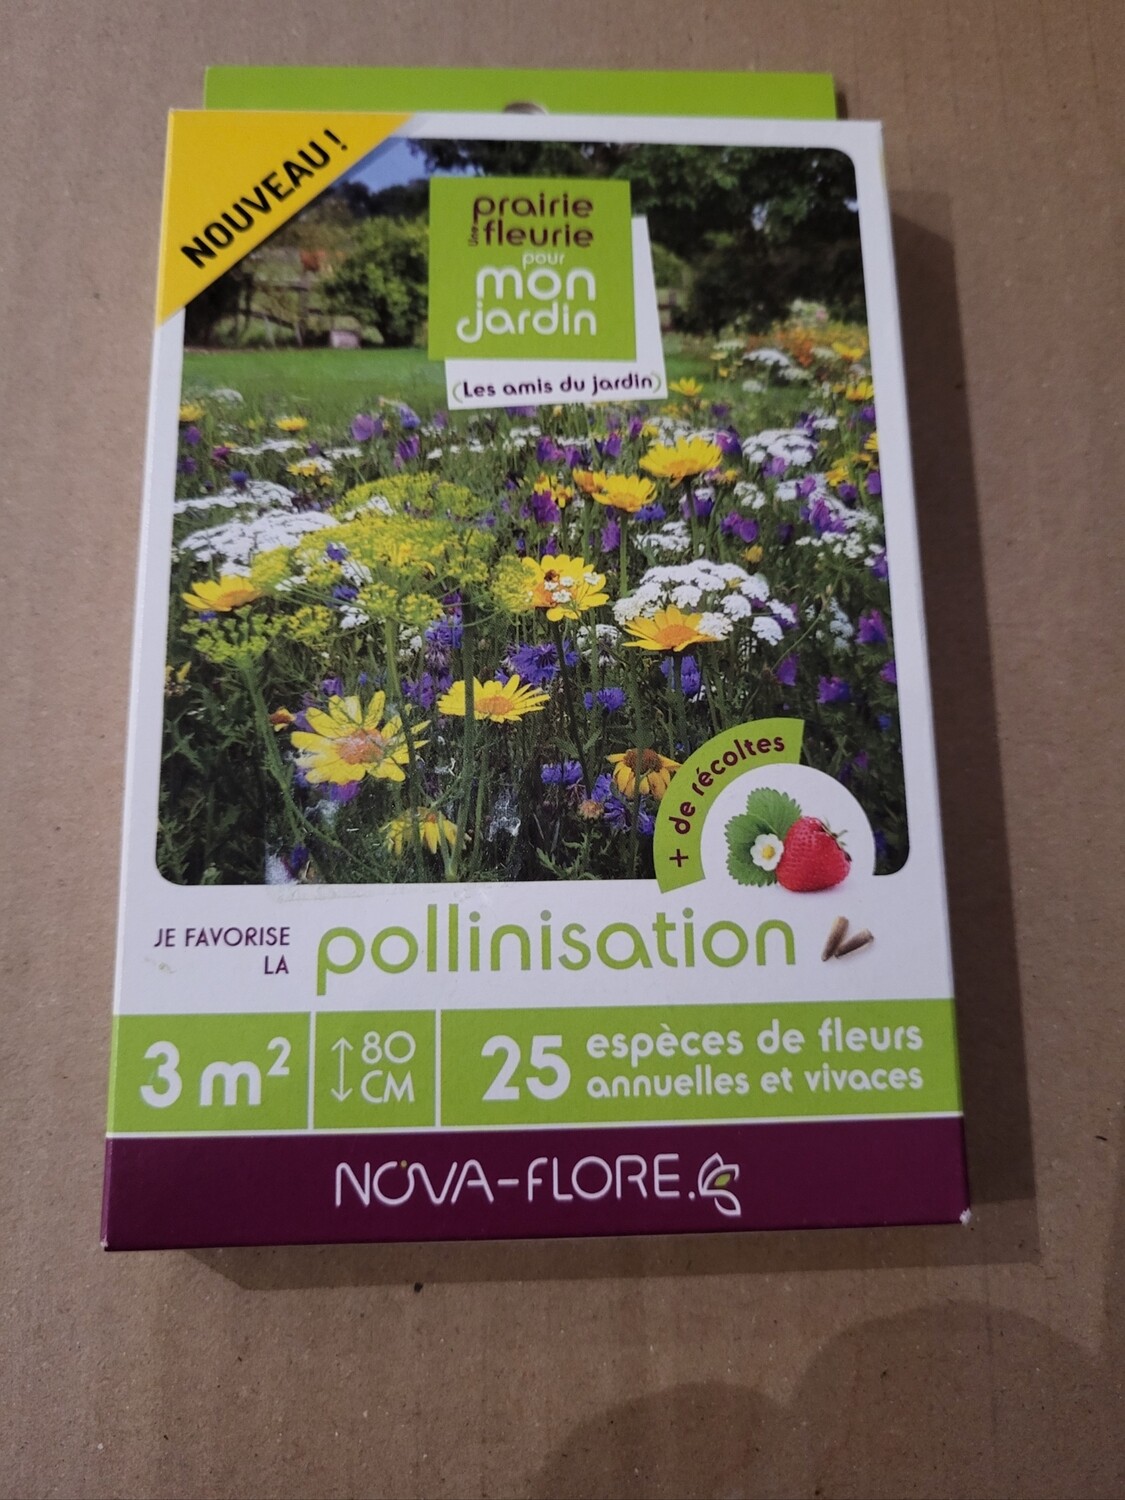 NOUVEAU !
prairie
Une fleurie
pour
mon
jardin
(Les amis du jardin)
+ de récoltes
JE FAVORISE
LA
pollinisation
3 m²
80
CM
25
espèces de fleurs
annuelles et vivaces
NOVA-FLORE.